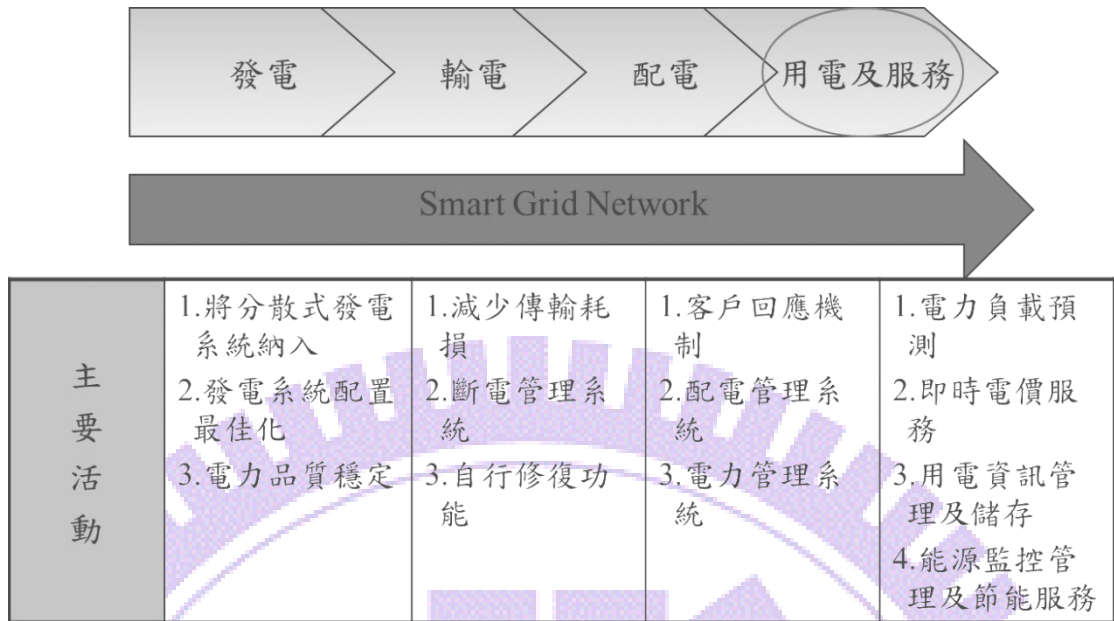 發電
輸電
配電
用電及服務
Smart Grid Network
主
要
活
動
1.將分散式發電
系統納入
2.發電系統配置
最佳化
3.電力品質穩定
1.減少傳輸耗
損
2.斷電管理系
統
3.自行修復功
能
1.客戶回應機
制
2.配電管理系
統
3.電力管理系
統
1.電力負載預
測
2.即時電價服
務
3.用電資訊管
理及儲存
4.能源監控管
理及節能服務